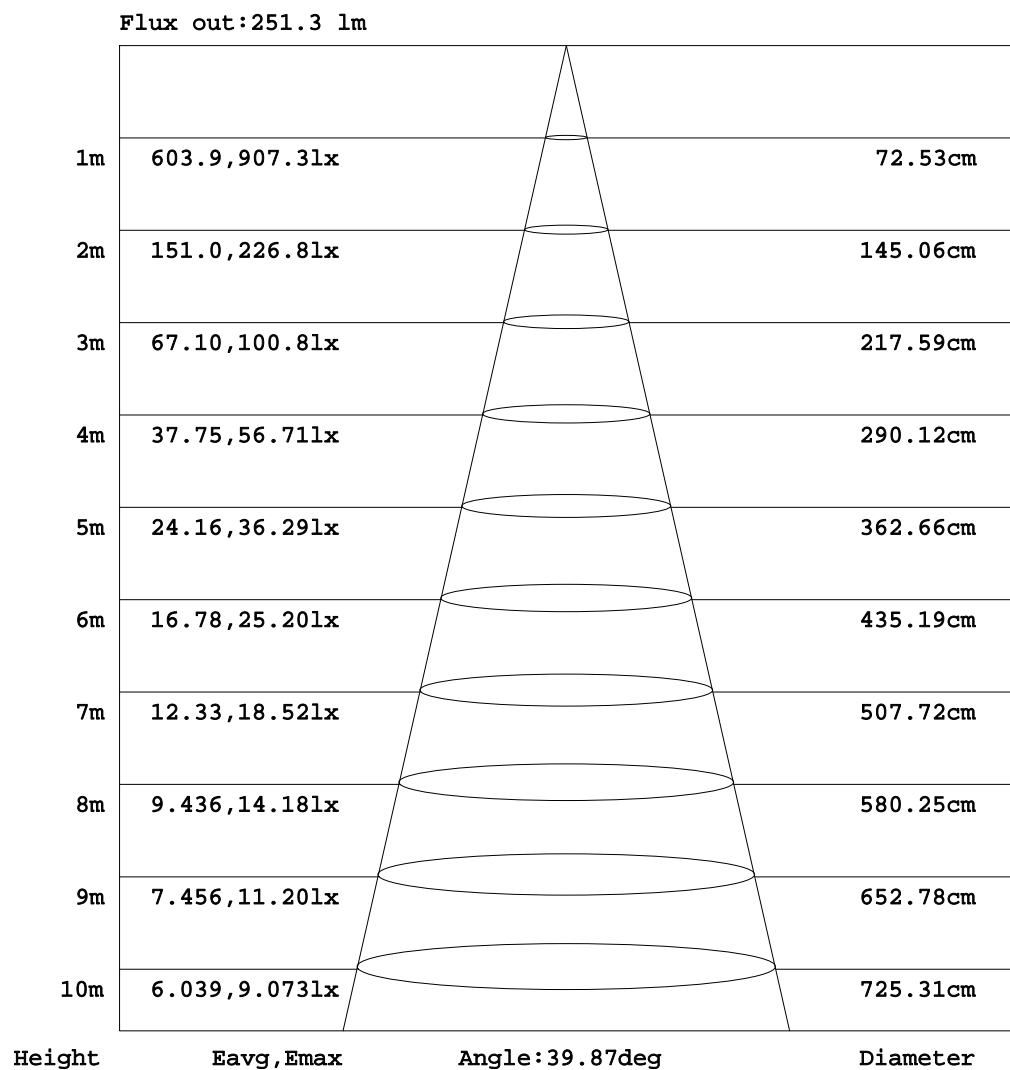 Flux out:251.3 lm
1m 603.9,907.3lx 72.53cm
2m 151.0,226.8lx 145.06cm
3m 67.10,100.8lx 217.59cm
4m 37.75,56.71lx 290.12cm
5m 24.16,36.29lx 362.66cm
6m 16.78,25.20lx 435.19cm
7m 12.33,18.52lx 507.72cm
8m 9.436,14.18lx 580.25cm
9m 7.456,11.20lx 652.78cm
10m 6.039,9.073lx 725.31cm
Height Eavg,Emax Angle:39.87deg Diameter